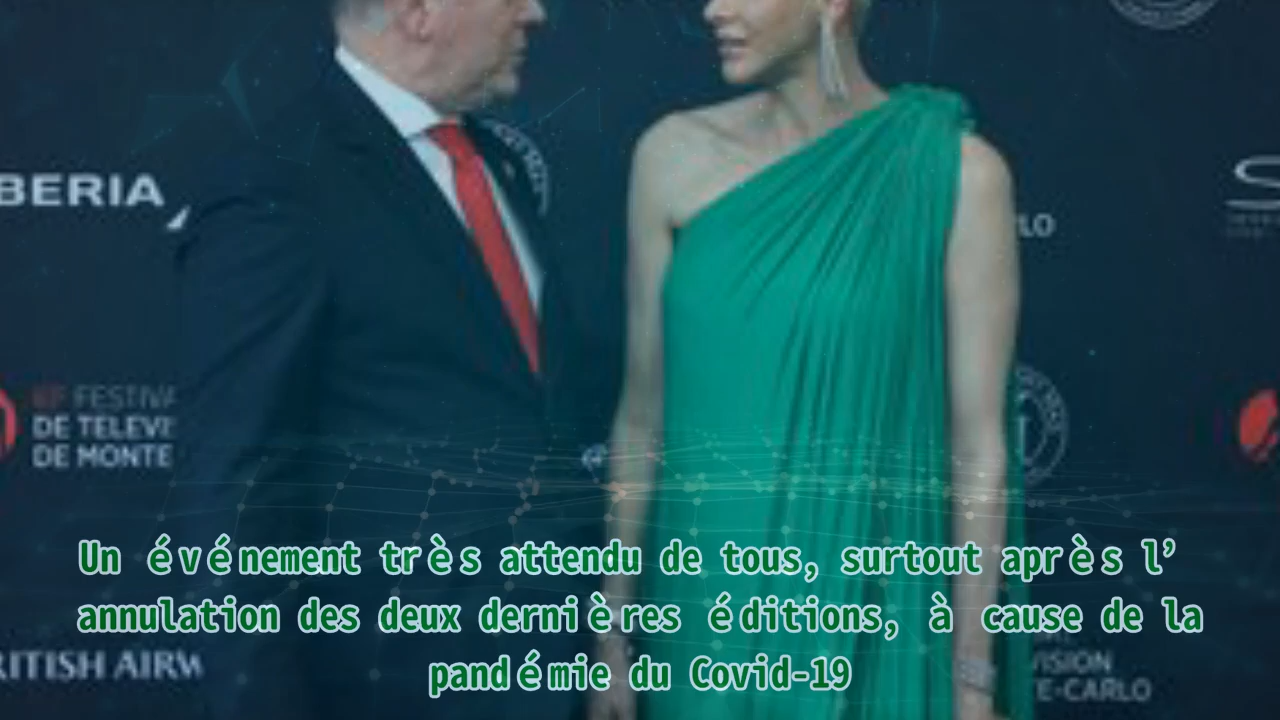 BERIA
LO
FESTIVA
DE TELEVI
DE MONTE
Un événement très attendu de tous, surtout après l’
annulation des deux dernières éditions, à cause de la
pandémie du Covid-19
RITISH AIRW
VISION
E-CARLO